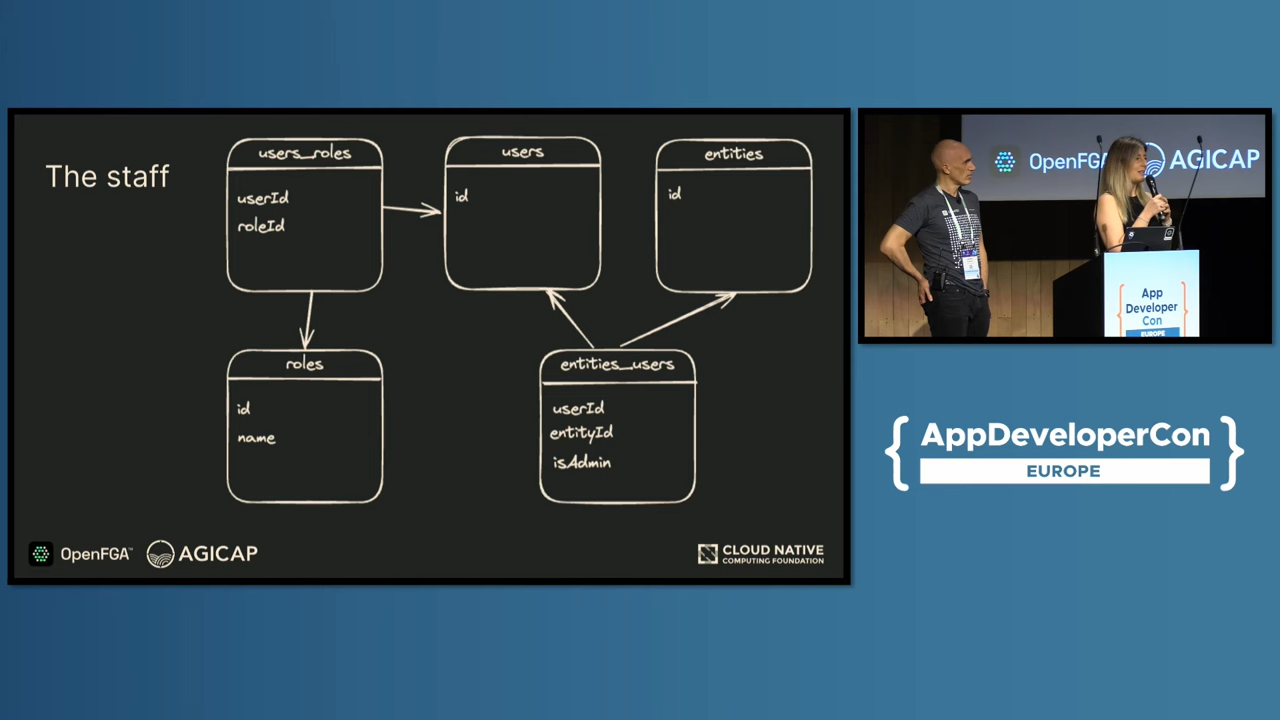 The staff
users_roles
userId
roleId
users
id
entities
id
roles
id
name
entities_users
userId
entityId
isAdmin
OpenFGA™
AGICAP
CLOUD NATIVE
COMPUTING FOUNDATION
OpenFGA
AGICAP
App
Developer
Con
EUROPE
{ AppDeveloperCon }
EUROPE